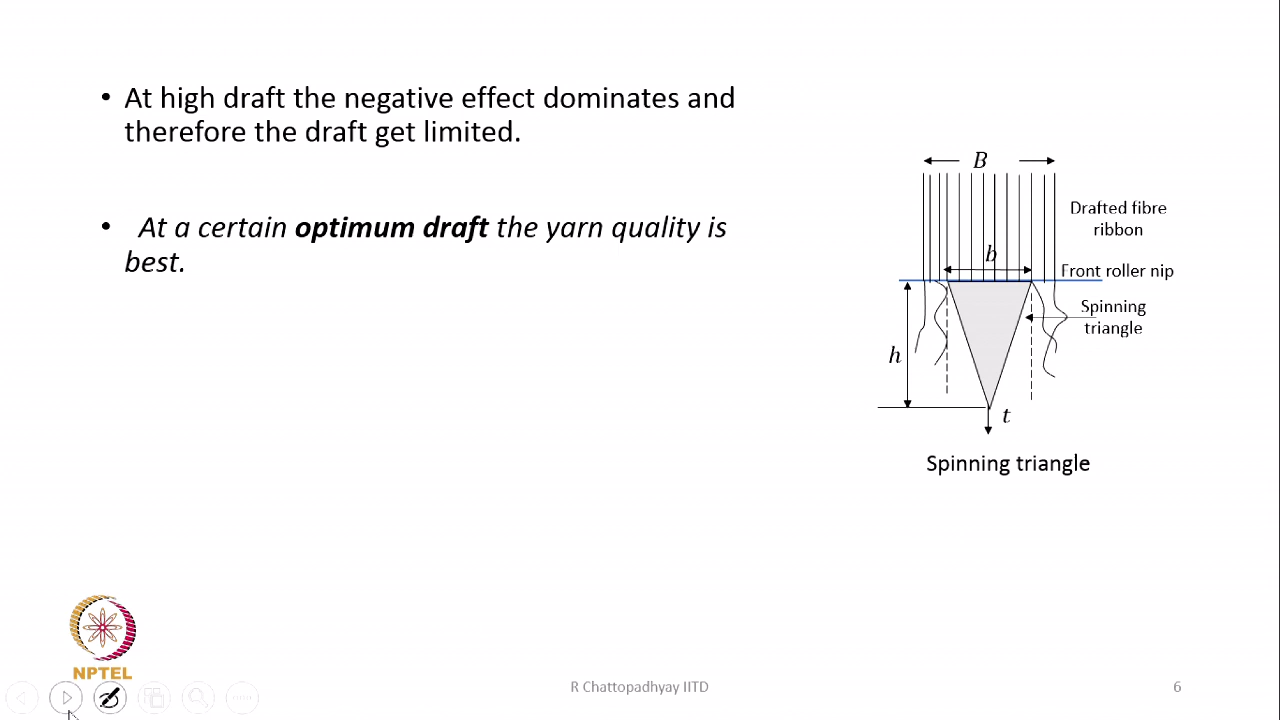 • At high draft the negative effect dominates and
therefore the draft get limited.
• At a certain optimum draft the yarn quality is
best.
B
Drafted fibre
ribbon
b
Front roller nip
Spinning
triangle
h
t
Spinning triangle
NPTEL
R Chattopadhyay IITD
6